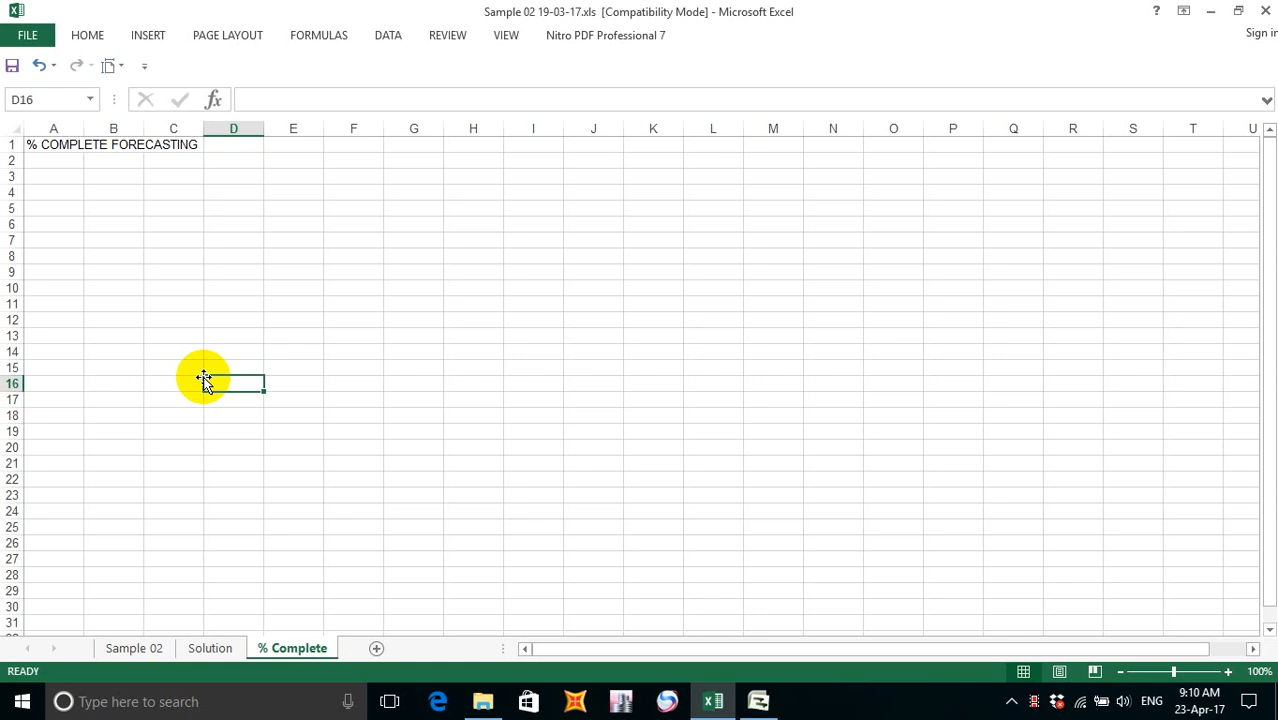 Sample 02 19-03-17.xls [Compatibility Mode] - Microsoft Excel
?
Sign in
FILE HOME INSERT PAGE LAYOUT FORMULAS DATA REVIEW VIEW Nitro PDF Professional 7
D16
fx
A B C D E F G H I J K L M N O P Q R S T U
1 % COMPLETE FORECASTING
2
3
4
5
6
7
8
9
10
11
12
13
14
15
16
17
18
19
20
21
22
23
24
25
26
27
28
29
30
31
Sample 02 Solution % Complete
READY
100%
Type here to search
ENG
9:10 AM
23-Apr-17